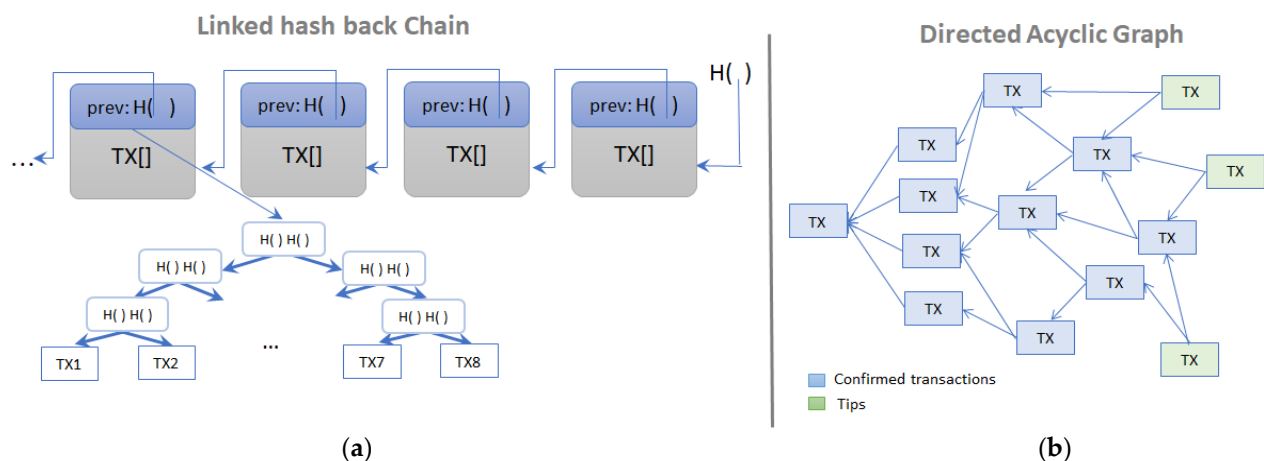 Linked hash back Chain
H( )
prev: H( )
prev: H( )
prev: H( )
prev: H( )
...
TX[]
TX[]
TX[]
TX[]
H( ) H( )
H( ) H( )
H( ) H( )
H( ) H( )
H( ) H( )
...
TX1
TX2
TX7
TX8
(a)
Directed Acyclic Graph
TX
TX
TX
TX
TX
TX
TX
TX
TX
TX
TX
TX
TX
TX
Confirmed transactions
Tips
(b)